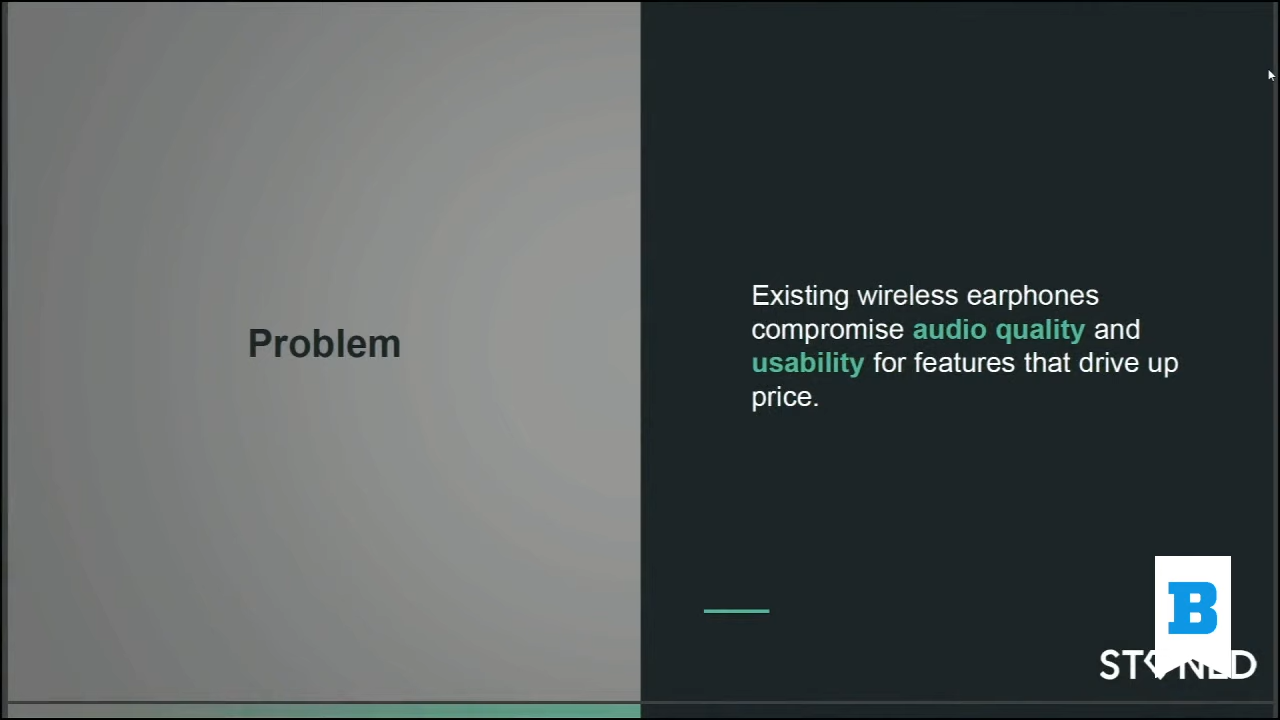 Problem
Existing wireless earphones
compromise audio quality and
usability for features that drive up
price.
B